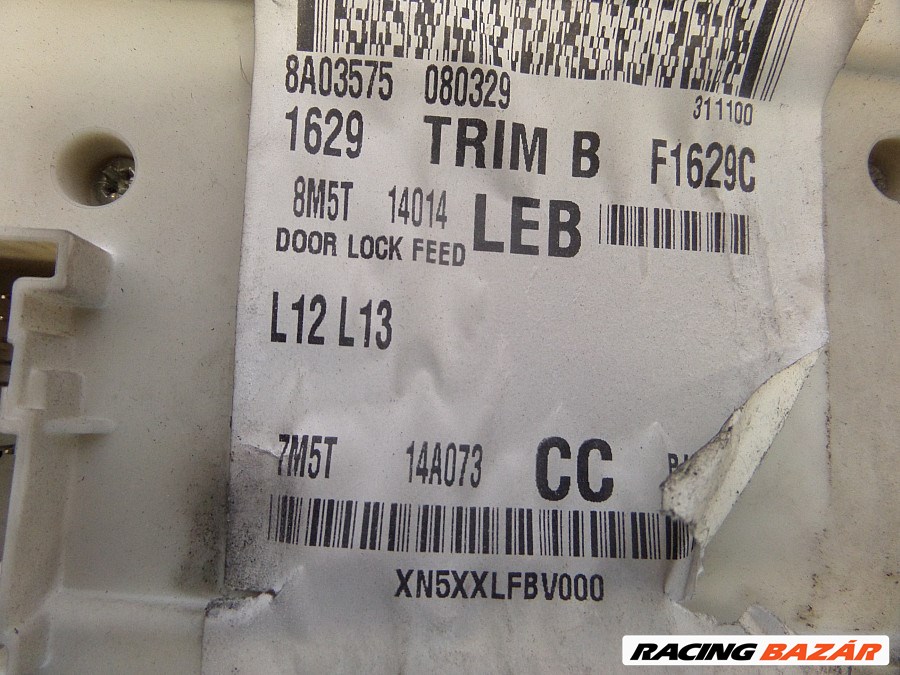 8A03575 080329
311100
1629 TRIM B F1629C
8M5T 14014 LEB
DOOR LOCK FEED
L12 L13
7M5T 14A073 CC
XN5XXLFBV000
RACING BAZÁR